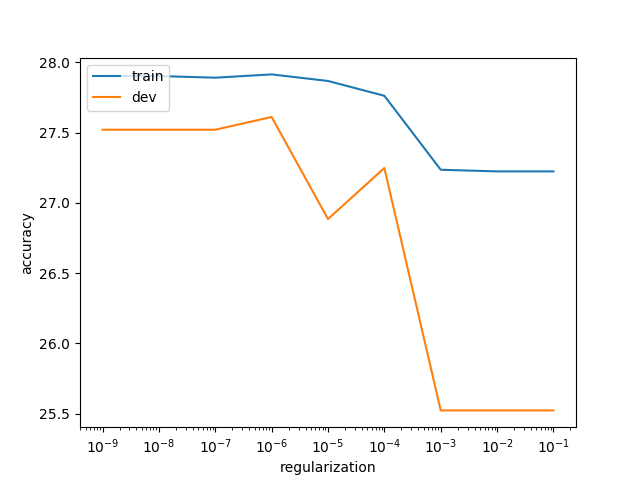 train
dev
28.0
27.5
27.0
26.5
26.0
25.5
accuracy
10⁻⁹ 10⁻⁸ 10⁻⁷ 10⁻⁶ 10⁻⁵ 10⁻⁴ 10⁻³ 10⁻² 10⁻¹
regularization